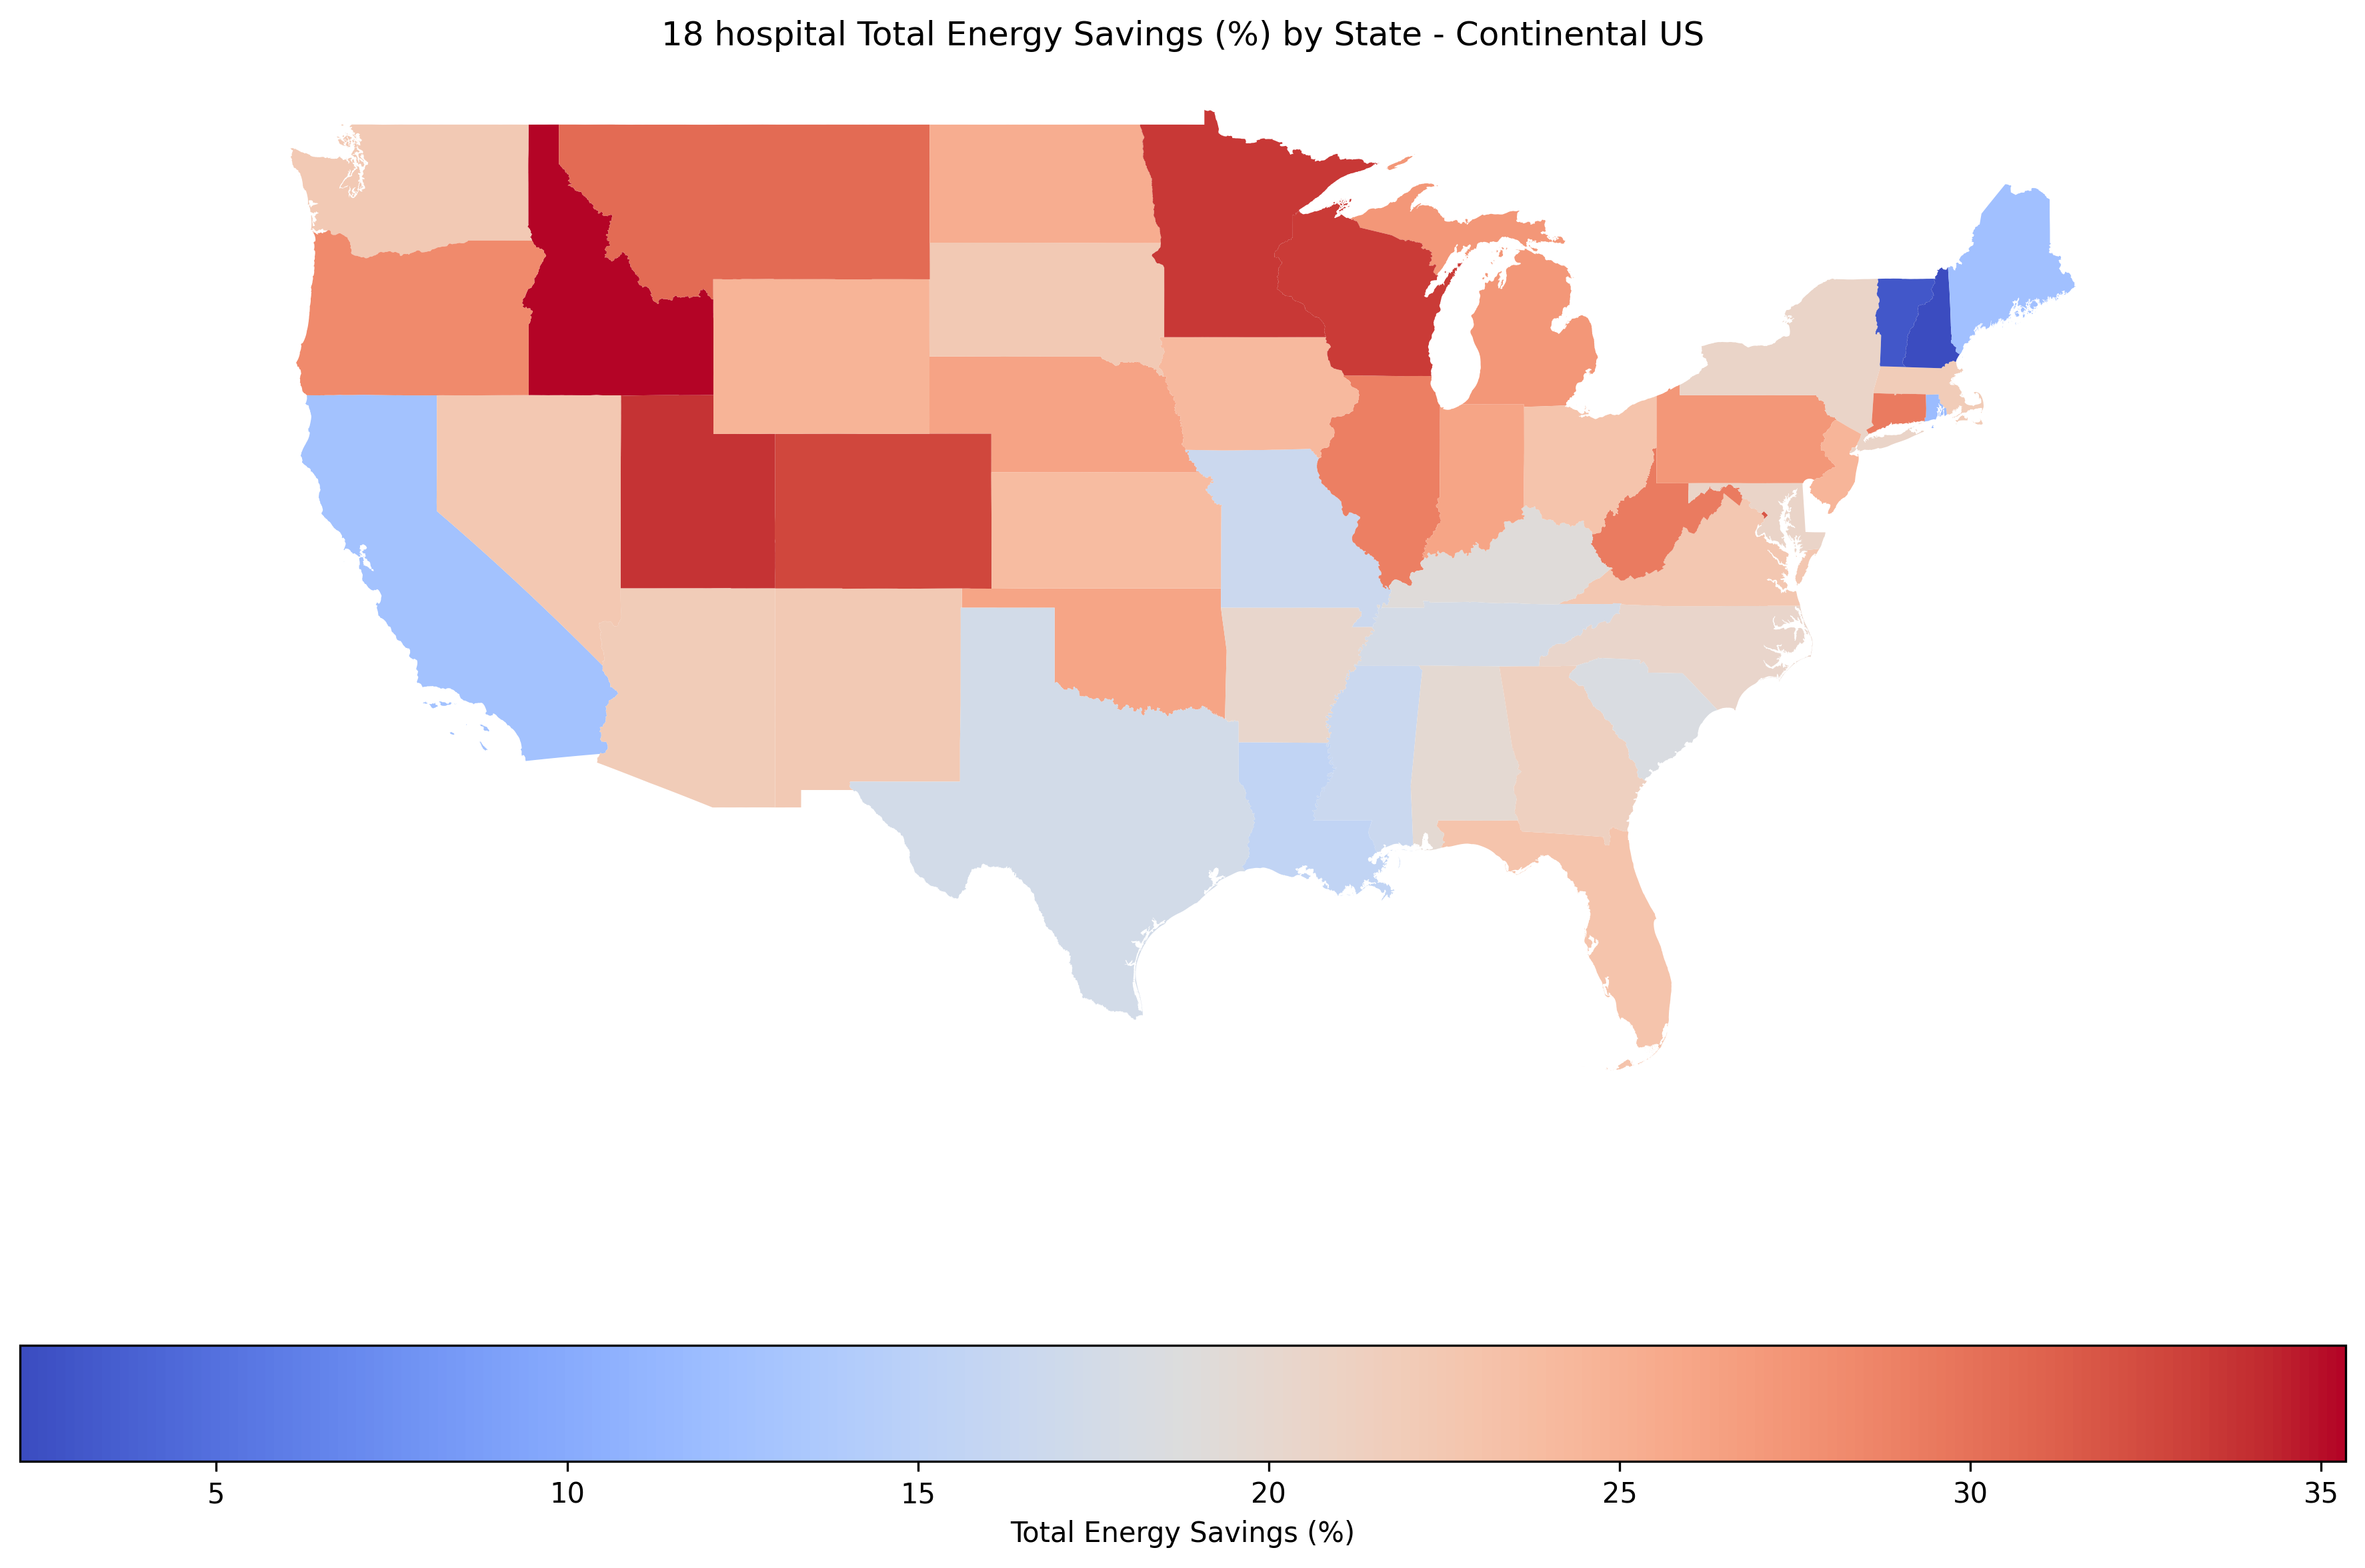 18 hospital Total Energy Savings (%) by State - Continental US
5 10 15 20 25 30 35
Total Energy Savings (%)